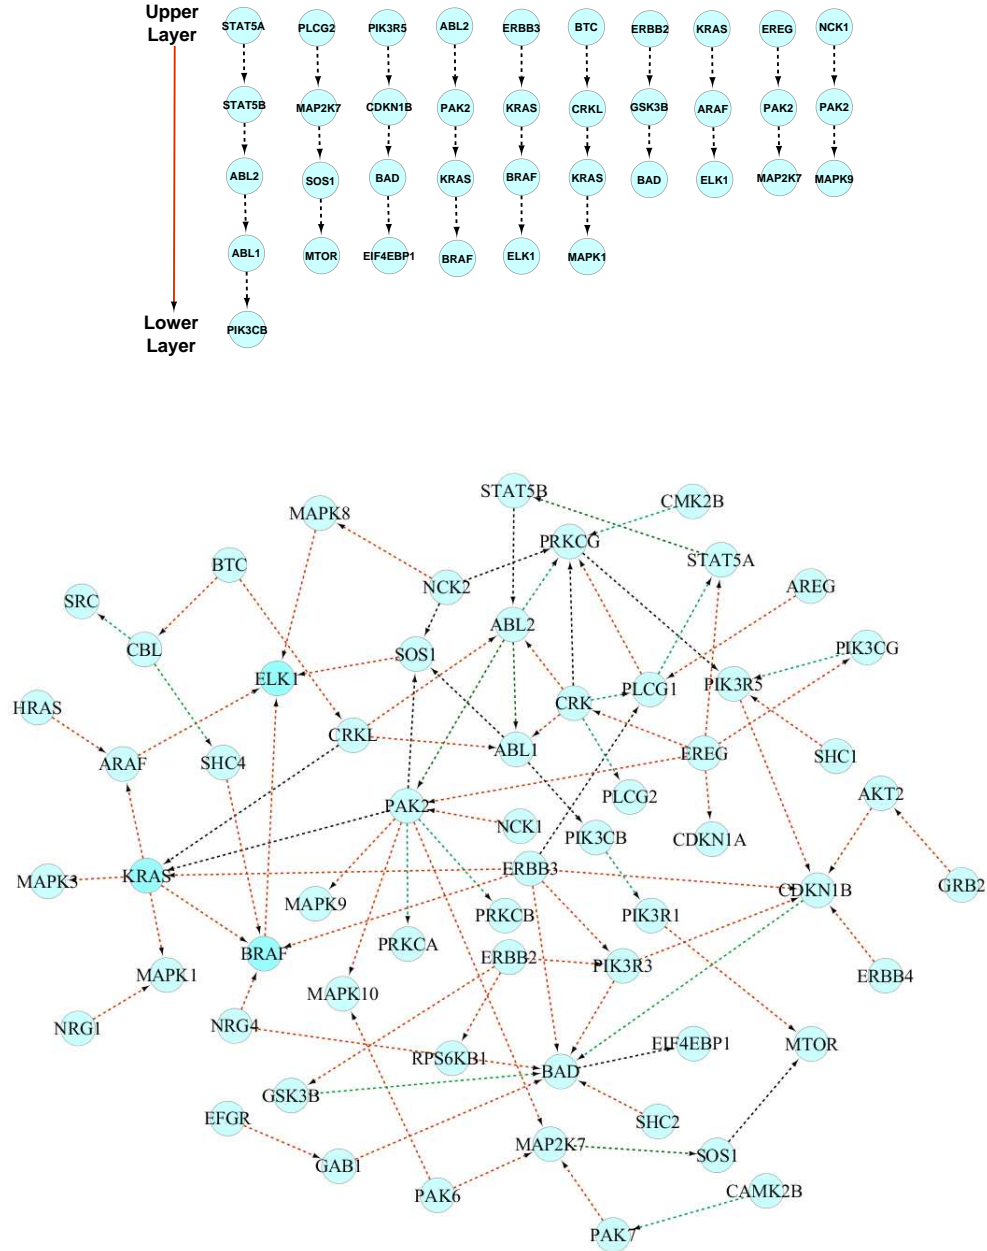 Upper
Layer
STAT5A PLCG2 PIK3R5 ABL2 ERBB3 BTC ERBB2 KRAS EREG NCK1
STAT5B MAP2K7 CDKN1B PAK2 KRAS CRKL GSK3B ARAF PAK2 PAK2
ABL2 SOS1 BAD KRAS BRAF KRAS BAD ELK1 MAP2K7 MAPK9
ABL1 MTOR EIF4EBP1 BRAF ELK1 MAPK1
Lower
Layer
PIK3CB
STAT5B
CMK2B
MAPK8
PRKCG
STAT5A
BTC
NCK2
AREG
SRC
ABL2
CBL
SOS1
PIK3CG
ELK1
PLCG1
PIK3R5
HRAS
CRK
CRKL
ABL1
EREG
SHC1
ARAF
SHC4
PLCG2
AKT2
PAK2
NCK1
PIK3CB
CDKN1A
MAPK3
KRAS
ERBB3
CDKN1B
GRB2
MAPK9
PRKCB
PIK3R1
PRKCA
BRAF
ERBB2
PIK3R3
ERBB4
MAPK1
MAPK10
NRG1
NRG4
EIF4EBP1
MTOR
RPS6KB1
BAD
GSK3B
EFGR
SHC2
MAP2K7
SOS1
GAB1
PAK6
CAMK2B
PAK7